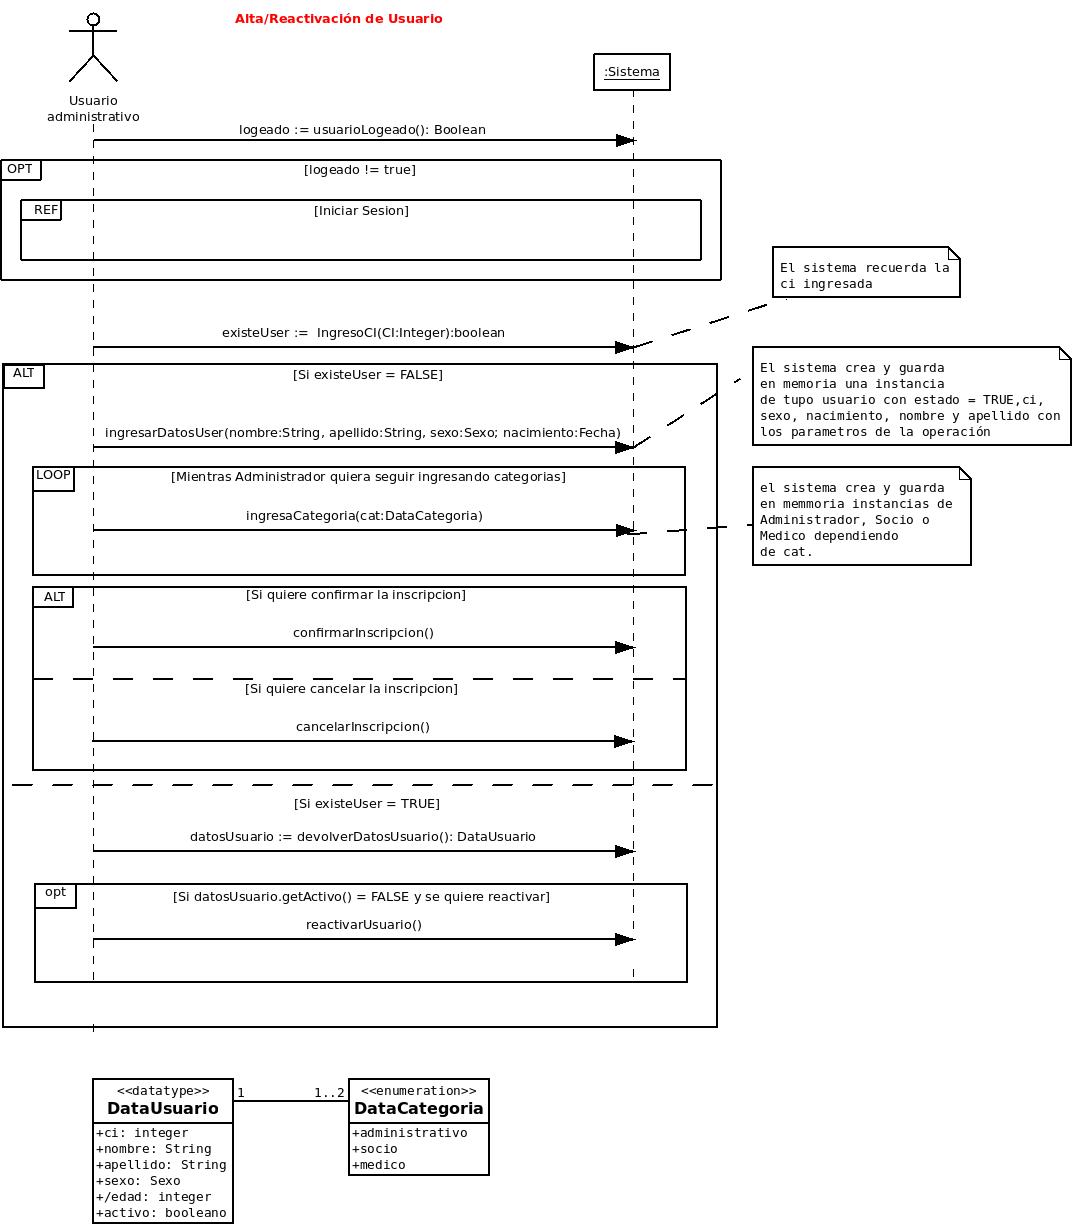 Alta/Reactivación de Usuario
Usuario
administrativo
:Sistema
logeado := usuarioLogeado(): Boolean
OPT
[logeado != true]
REF
[Iniciar Sesion]
El sistema recuerda la
ci ingresada
existeUser :=  IngresoCI(CI:Integer):boolean
ALT
[Si existeUser = FALSE]
El sistema crea y guarda
en memoria una instancia
de tupo usuario con estado = TRUE,ci,
sexo, nacimiento, nombre y apellido con
los parametros de la operación
ingresarDatosUser(nombre:String, apellido:String, sexo:Sexo; nacimiento:Fecha)
LOOP
[Mientras Administrador quiera seguir ingresando categorias]
ingresaCategoria(cat:DataCategoria)
el sistema crea y guarda
en memmoria instancias de
Administrador, Socio o
Medico dependiendo
de cat.
ALT
[Si quiere confirmar la inscripcion]
confirmarInscripcion()
[Si quiere cancelar la inscripcion]
cancelarInscripcion()
[Si existeUser = TRUE]
datosUsuario := devolverDatosUsuario(): DataUsuario
opt
[Si datosUsuario.getActivo() = FALSE y se quiere reactivar]
reactivarUsuario()
<<datatype>>
DataUsuario
+ci: integer
+nombre: String
+apellido: String
+sexo: Sexo
+/edad: integer
+activo: booleano
1
1..2
<<enumeration>>
DataCategoria
+administrativo
+socio
+medico